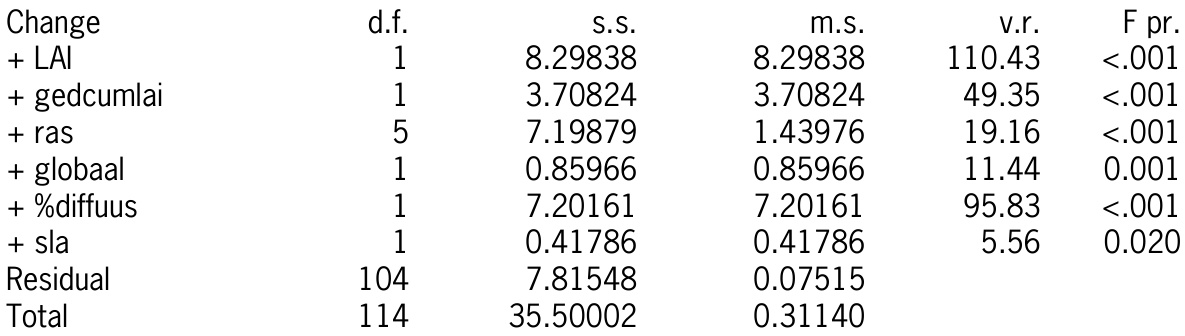 Change d.f. s.s. m.s. v.r. F pr.
+ LAI 1 8.29838 8.29838 110.43 <.001
+ gedcumlai 1 3.70824 3.70824 49.35 <.001
+ ras 5 7.19879 1.43976 19.16 <.001
+ globaal 1 0.85966 0.85966 11.44 0.001
+ %diffuus 1 7.20161 7.20161 95.83 <.001
+ sla 1 0.41786 0.41786 5.56 0.020
Residual 104 7.81548 0.07515
Total 114 35.50002 0.31140